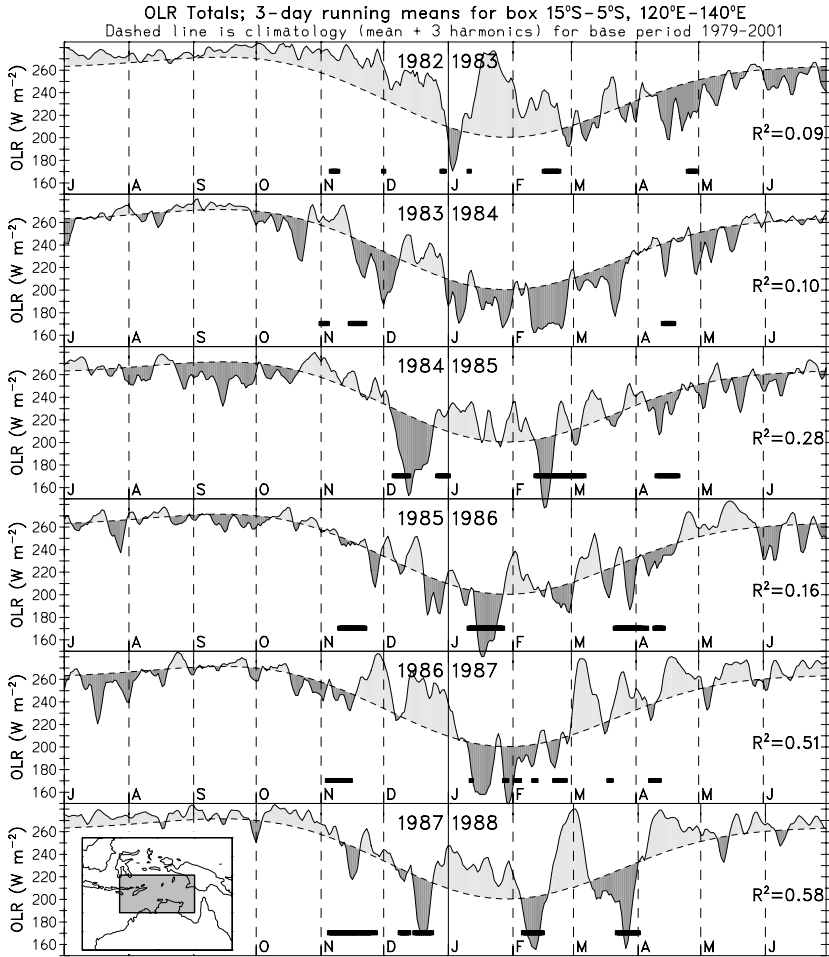 OLR Totals; 3-day running means for box 15°S-5°S, 120°E-140°E
Dashed line is climatology (mean + 3 harmonics) for base period 1979-2001
OLR (W m⁻²)
260
240
220
200
180
160
1982 1983
R²=0.09
J A S O N D J F M A M J
OLR (W m⁻²)
260
240
220
200
180
160
1983 1984
R²=0.10
J A S O N D J F M A M J
OLR (W m⁻²)
260
240
220
200
180
160
1984 1985
R²=0.28
J A S O N D J F M A M J
OLR (W m⁻²)
260
240
220
200
180
160
1985 1986
R²=0.16
J A S O N D J F M A M J
OLR (W m⁻²)
260
240
220
200
180
160
1986 1987
R²=0.51
J A S O N D J F M A M J
OLR (W m⁻²)
260
240
220
200
180
160
1987 1988
R²=0.58
O N D J F M A M J